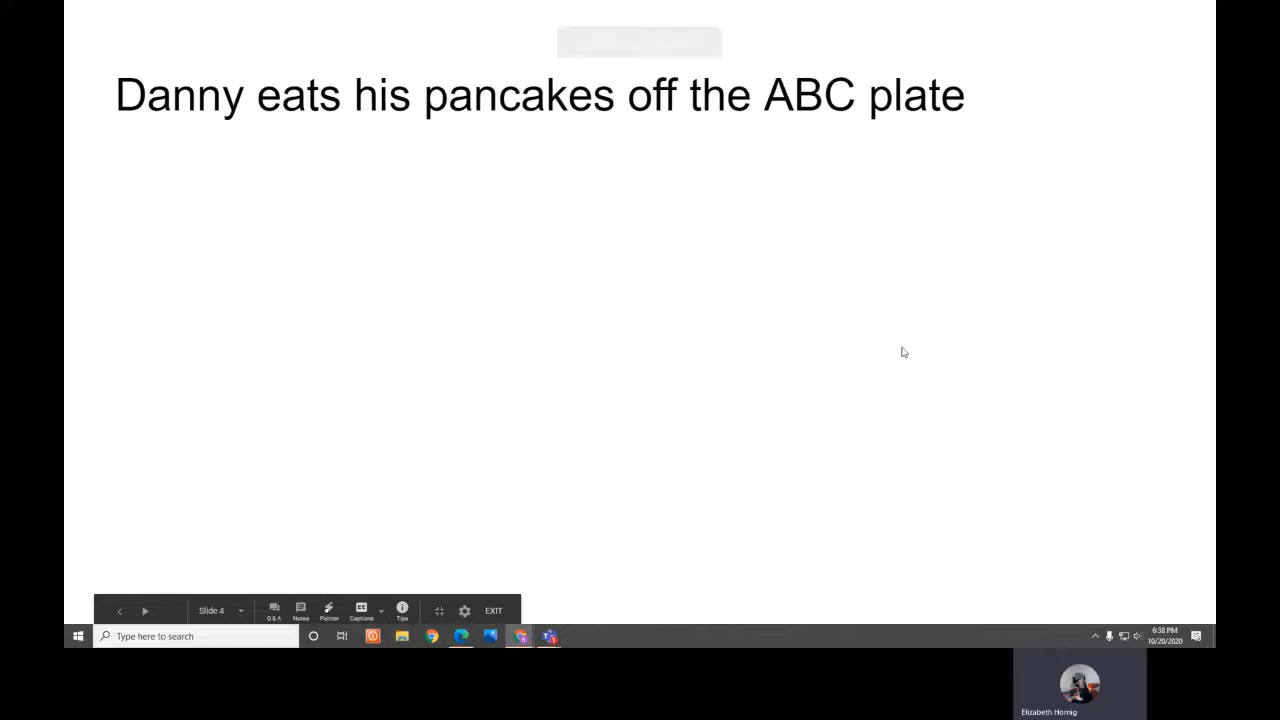 Danny eats his pancakes off the ABC plate
Slide 4
Q & A
Notes
Pointer
Captions
Tips
EXIT
Type here to search
6:38 PM
10/20/2020
Elizabeth Hornig